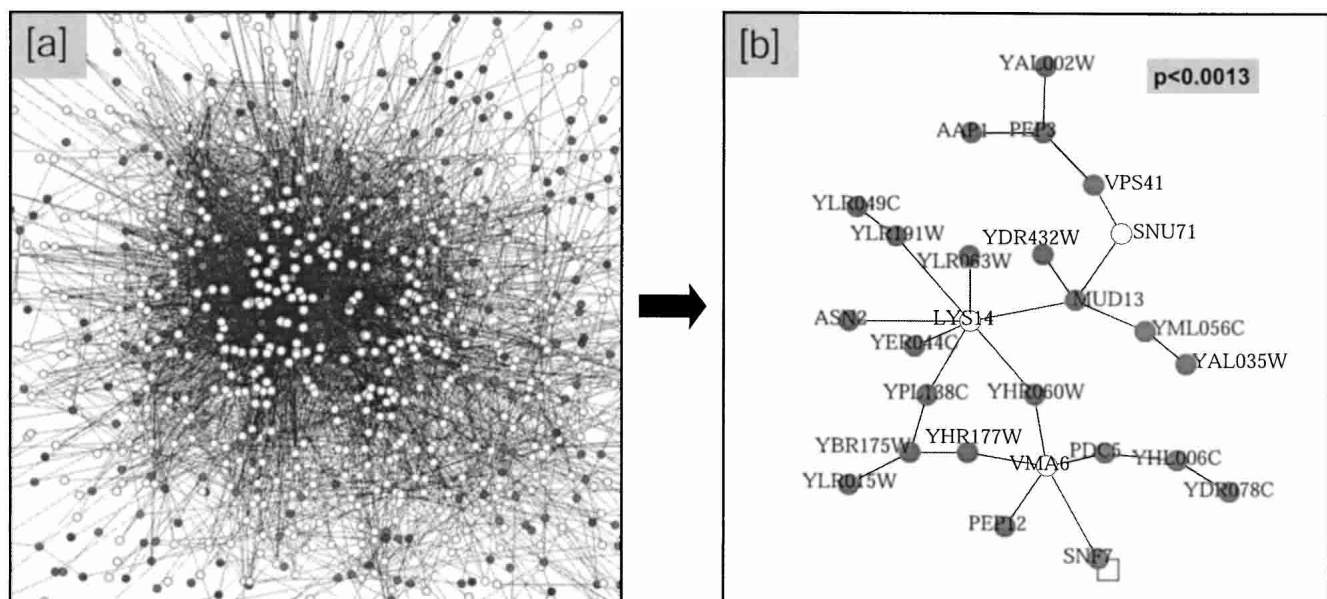 [a]
[b]
YAL002W
p<0.0013
AAP1
PEP3
VPS41
YLR049C
YLR191W
YDR432W
SNU71
YLR063W
MUD13
ASN2
LYS14
YER044C
YML056C
YAL035W
YPL138C
YHR060W
YBR175W
YHR177W
VMA6
PDC5
YHL006C
YLR015W
YDR078C
PEP12
SNF7